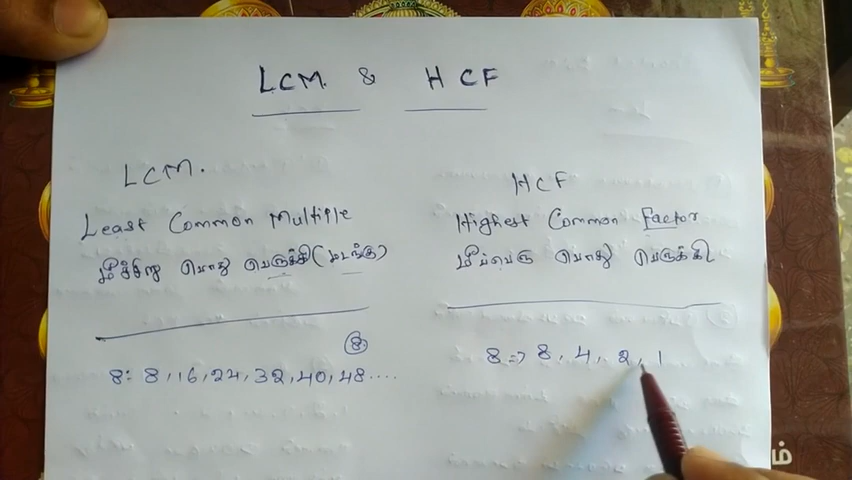 LCM & HCF
LCM.
Least Common Multiple
மீச்சிறு பொது பெருக்கி (மடங்கு)
8
8: 8, 16, 24, 32, 40, 48....
HCF
Highest Common Factor
மீப்பெரு பொது பெருக்கி
8 => 8, 4, 2, 1